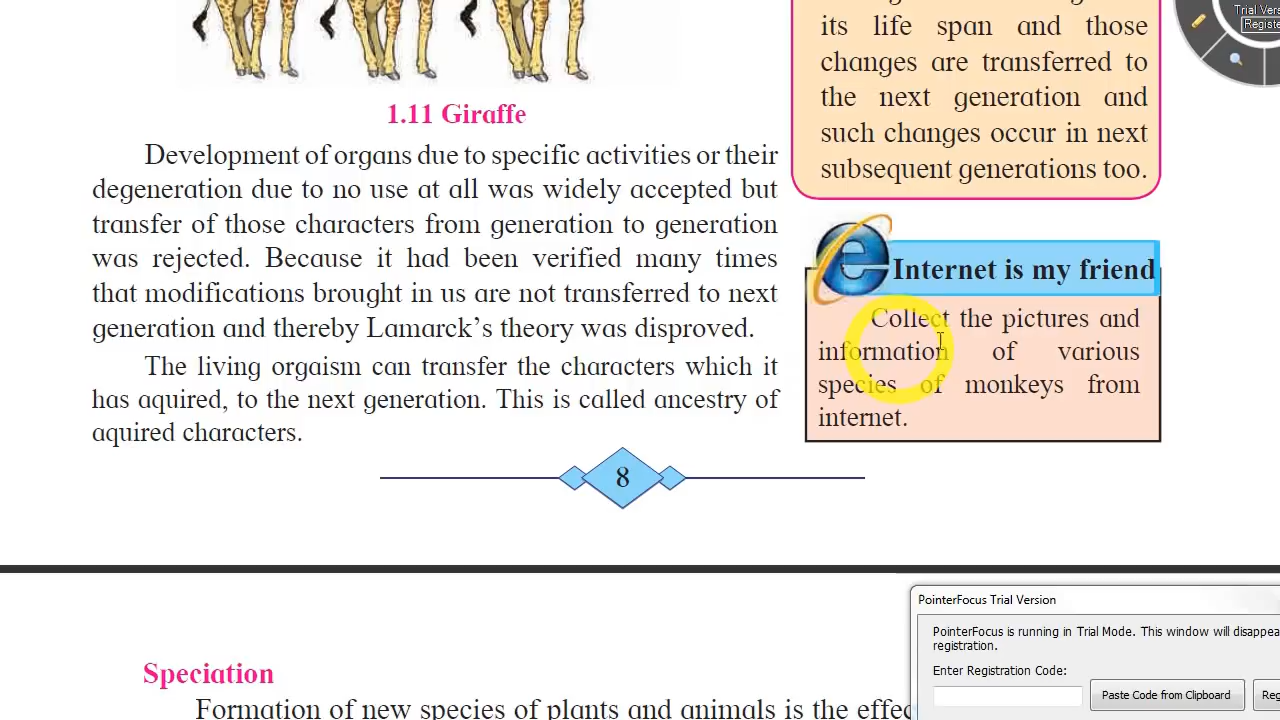 its life span and those
changes are transferred to
the next generation and
such changes occur in next
subsequent generations too.
1.11 Giraffe
Development of organs due to specific activities or their
degeneration due to no use at all was widely accepted but
transfer of those characters from generation to generation
was rejected. Because it had been verified many times
that modifications brought in us are not transferred to next
generation and thereby Lamarck's theory was disproved.
The living orgaism can transfer the characters which it
has aquired, to the next generation. This is called ancestry of
aquired characters.
Internet is my friend
Collect the pictures and
information of various
species of monkeys from
internet.
8
Speciation
Formation of new species of plants and animals is the
Trial
PointerFocus Trial Version
PointerFocus is running in Trial Mode. This window will
registration.
Enter Registration Code:
Paste Code from Clipboard